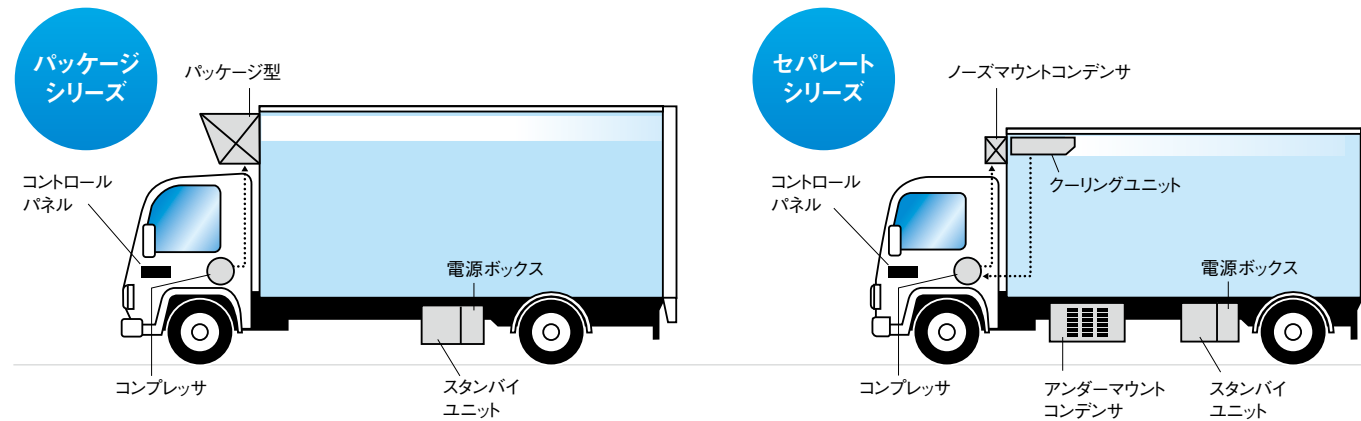 パッケージ
シリーズ
パッケージ型
コントロール
パネル
電源ボックス
コンプレッサ
スタンバイ
ユニット
セパレート
シリーズ
ノーズマウントコンデンサ
クーリングユニット
コントロール
パネル
電源ボックス
コンプレッサ
アンダーマウント
コンデンサ
スタンバイ
ユニット